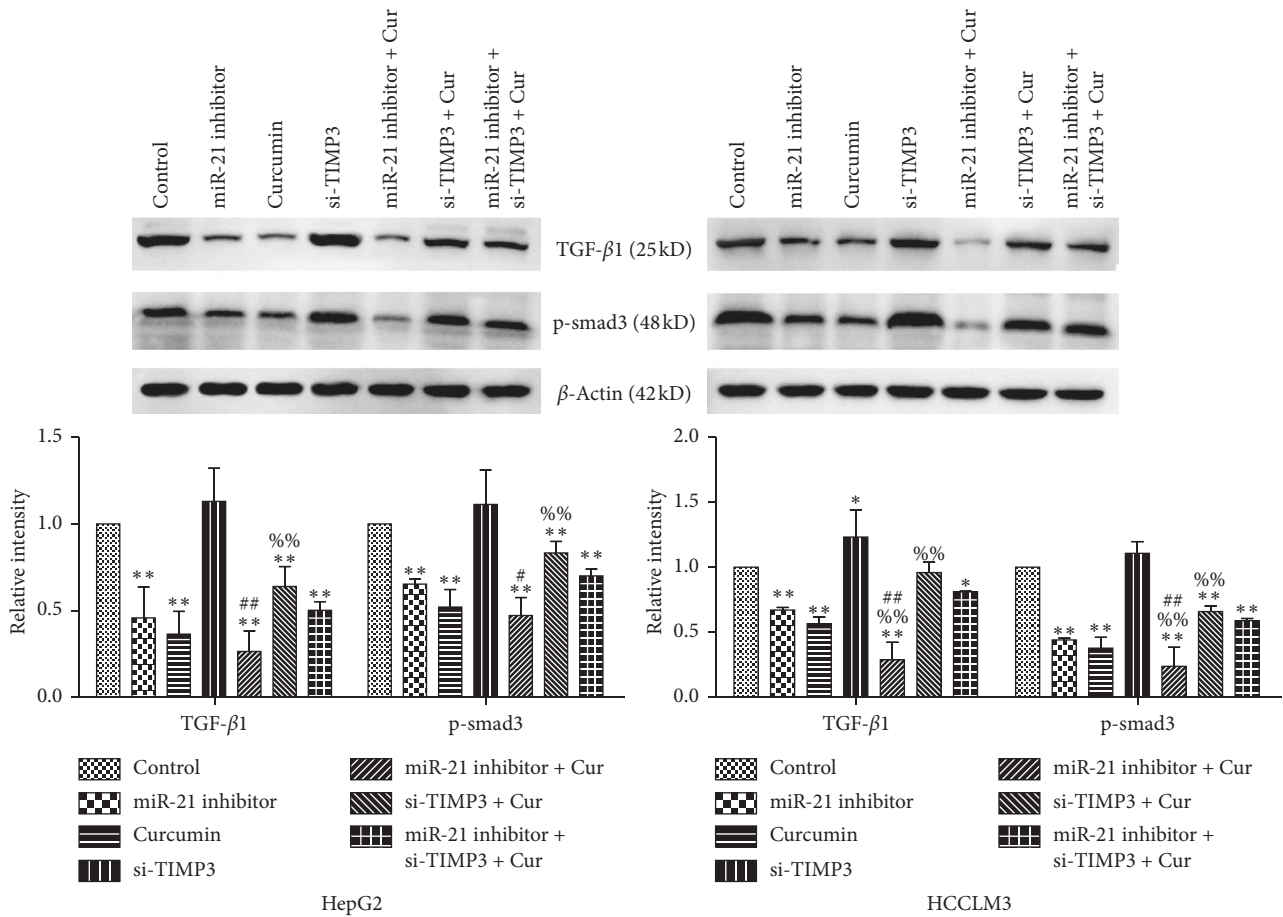 Control
miR-21 inhibitor
Curcumin
si-TIMP3
miR-21 inhibitor + Cur
si-TIMP3 + Cur
miR-21 inhibitor +
si-TIMP3 + Cur
Control
miR-21 inhibitor
Curcumin
si-TIMP3
miR-21 inhibitor + Cur
si-TIMP3 + Cur
miR-21 inhibitor +
si-TIMP3 + Cur
TGF-β1 (25 kD)
p-smad3 (48 kD)
β-Actin (42 kD)
Relative intensity
1.5
1.0
0.5
0.0
**
**
##
**
%%
**
**
**
**
#
**
%%
**
**
TGF-β1
p-smad3
Control
miR-21 inhibitor
Curcumin
si-TIMP3
miR-21 inhibitor + Cur
si-TIMP3 + Cur
miR-21 inhibitor +
si-TIMP3 + Cur
HepG2
Relative intensity
2.0
1.5
1.0
0.5
0.0
**
**
*
##
%%
**
%%
*
**
**
##
%%
**
%%
**
**
TGF-β1
p-smad3
Control
miR-21 inhibitor
Curcumin
si-TIMP3
miR-21 inhibitor + Cur
si-TIMP3 + Cur
miR-21 inhibitor +
si-TIMP3 + Cur
HCCLM3